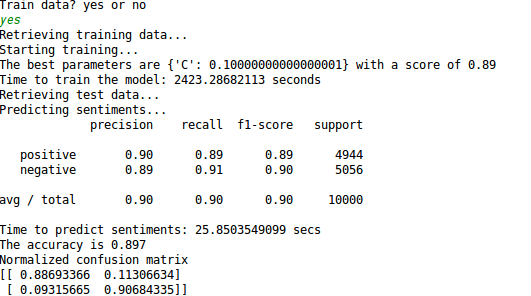 Train data? yes or no
yes
Retrieving training data...
Starting training...
The best parameters are {'C': 0.10000000000000001} with a score of 0.89
Time to train the model: 2423.28682113 seconds
Retrieving test data...
Predicting sentiments...
precision recall f1-score support
positive 0.90 0.89 0.89 4944
negative 0.89 0.91 0.90 5056
avg / total 0.90 0.90 0.90 10000
Time to predict sentiments: 25.8503549099 secs
The accuracy is 0.897
Normalized confusion matrix
[[ 0.88693366 0.11306634]
[ 0.09315665 0.90684335]]